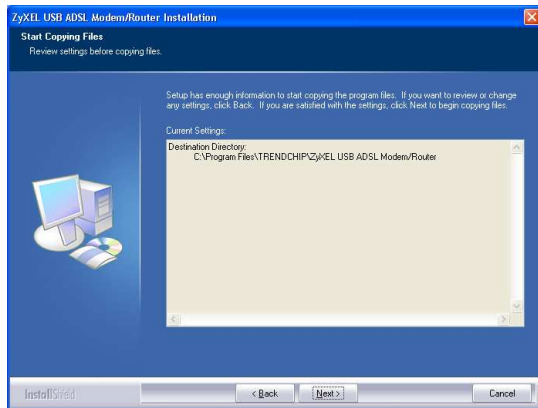 ZyXEL USB ADSL Modem/Router Installation
Start Copying Files
Review settings before copying files.
Setup has enough information to start copying the program files. If you want to review or change
any settings, click Back. If you are satisfied with the settings, click Next to begin copying files.
Current Settings:
Destination Directory:
C:\Program Files\TRENDCHIP\ZyXEL USB ADSL Modem/Router
InstallShield
< Back
Next >
Cancel